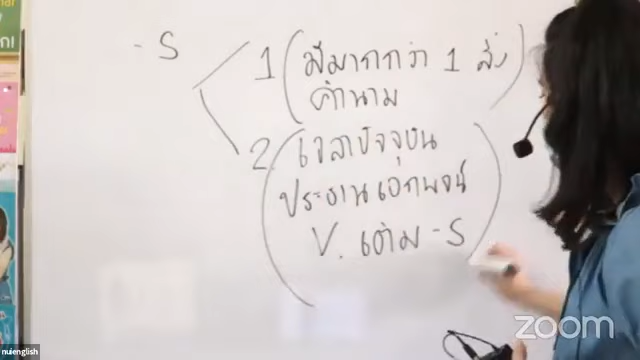 -S
1 (มีมากกว่า 1 สิ่ง)
คำนาม
2 (เวลาปัจจุบัน
ประธานเอกพจน์
V. เติม -S)
zoom
nuienglish